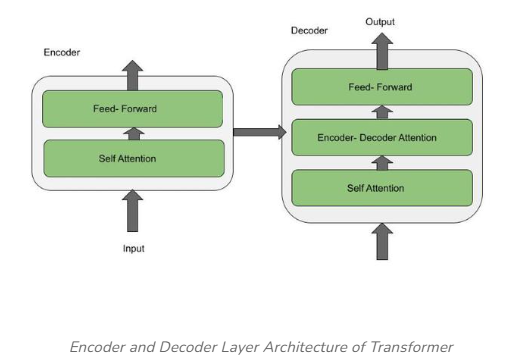 Encoder
Feed- Forward
Self Attention
Input
Decoder
Output
Feed- Forward
Encoder- Decoder Attention
Self Attention
Encoder and Decoder Layer Architecture of Transformer